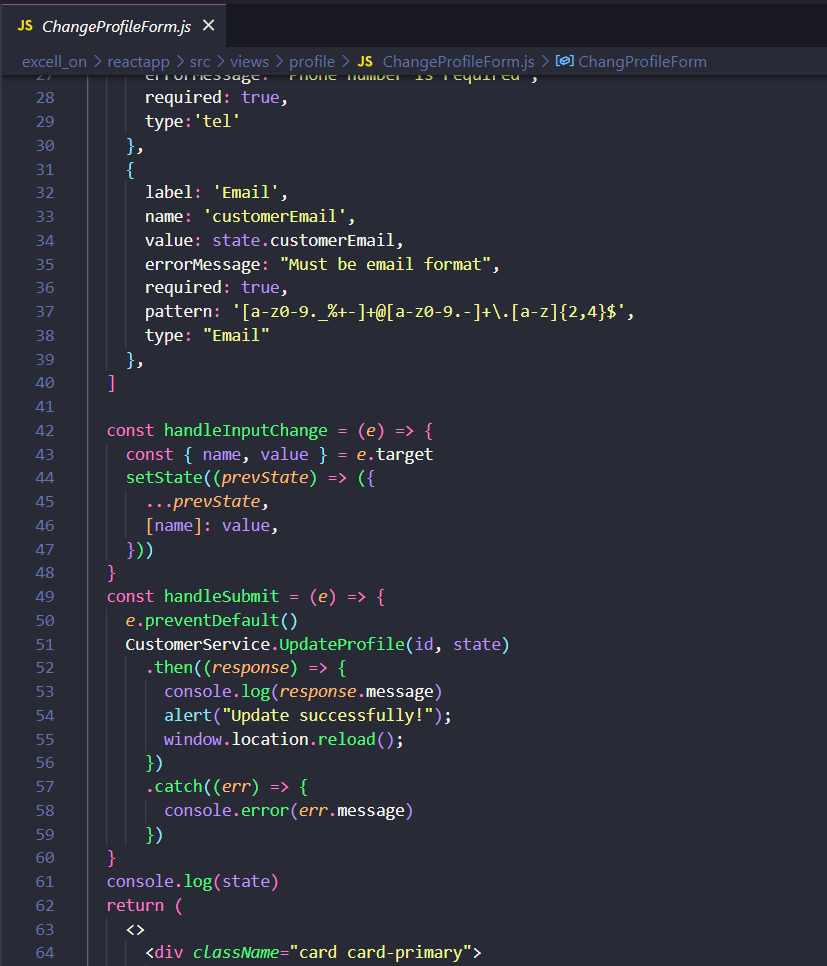 JS ChangeProfileForm.js ×
excell_on > reactapp > src > views > profile > JS ChangeProfileForm.js > ChangProfileForm
27 errorMessage: "Phone number is required",
28 required: true,
29 type:'tel'
30 },
31 {
32 label: 'Email',
33 name: 'customerEmail',
34 value: state.customerEmail,
35 errorMessage: "Must be email format",
36 required: true,
37 pattern: '[a-z0-9._%+-]+@[a-z0-9.-]+\.[a-z]{2,4}$',
38 type: "Email"
39 },
40 ]
41
42 const handleInputChange = (e) => {
43 const { name, value } = e.target
44 setState((prevState) => ({
45 ...prevState,
46 [name]: value,
47 }))
48 }
49 const handleSubmit = (e) => {
50 e.preventDefault()
51 CustomerService.UpdateProfile(id, state)
52 .then((response) => {
53 console.log(response.message)
54 alert("Update successfully!");
55 window.location.reload();
56 })
57 .catch((err) => {
58 console.error(err.message)
59 })
60 }
61 console.log(state)
62 return (
63 <>
64 <div className="card card-primary">